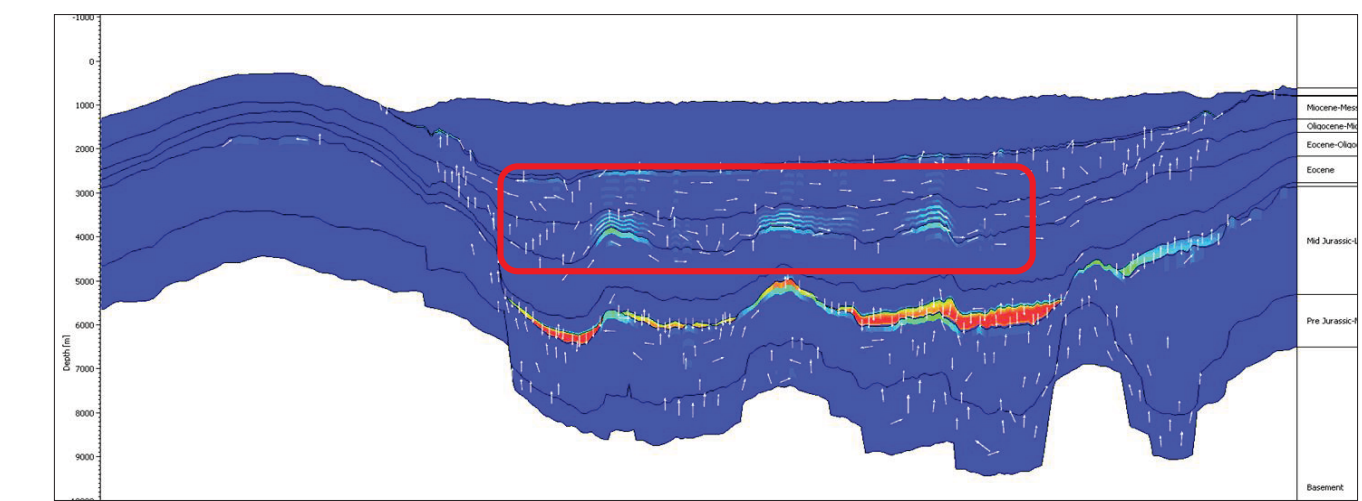 -1000
0
1000
2000
3000
4000
5000
6000
7000
8000
9000
Depth [m]
Miocene-Mess
Oligocene-Mio
Eocene-Oligo
Eocene
Mid Jurassic-L
Pre Jurassic-M
Basement